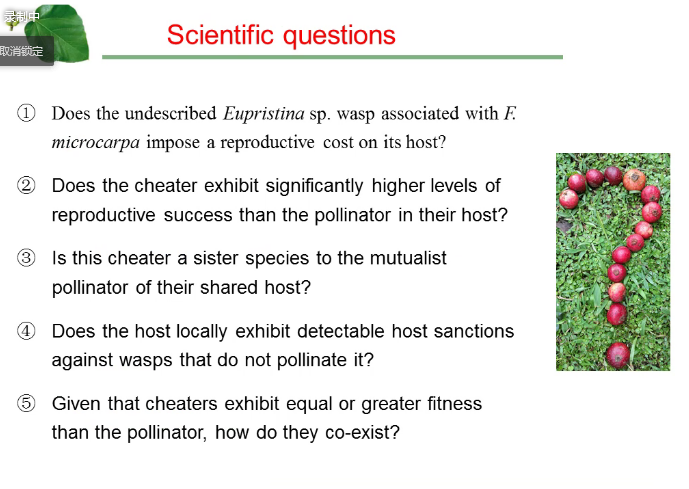 录制中
取消锁定
Scientific questions
① Does the undescribed Eupristina sp. wasp associated with F.
microcarpa impose a reproductive cost on its host?
② Does the cheater exhibit significantly higher levels of
reproductive success than the pollinator in their host?
③ Is this cheater a sister species to the mutualist
pollinator of their shared host?
④ Does the host locally exhibit detectable host sanctions
against wasps that do not pollinate it?
⑤ Given that cheaters exhibit equal or greater fitness
than the pollinator, how do they co-exist?